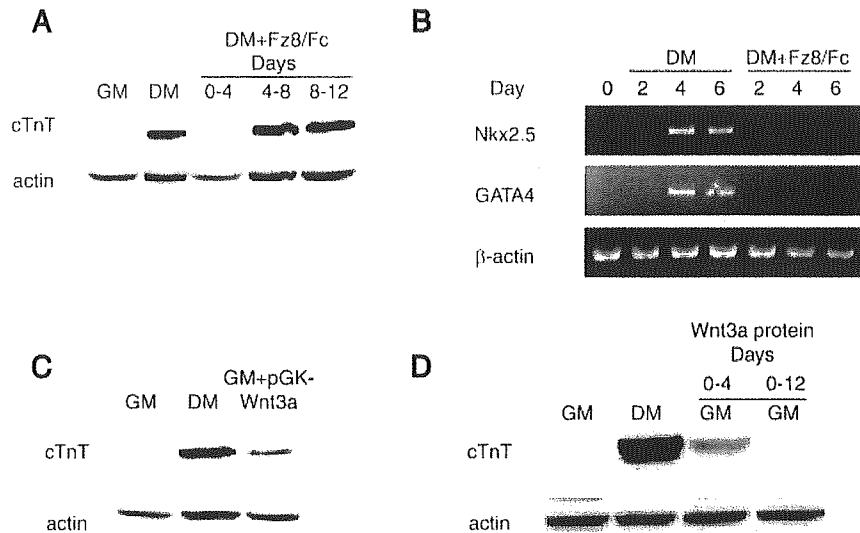 A
DM+Fz8/Fc
Days
GM DM 0-4 4-8 8-12
cTnT
actin
B
DM DM+Fz8/Fc
Day 0 2 4 6 2 4 6
Nkx2.5
GATA4
β-actin
C
GM DM GM+pGK-
Wnt3a
cTnT
actin
D
Wnt3a protein
Days
0-4 0-12
GM DM GM GM
cTnT
actin